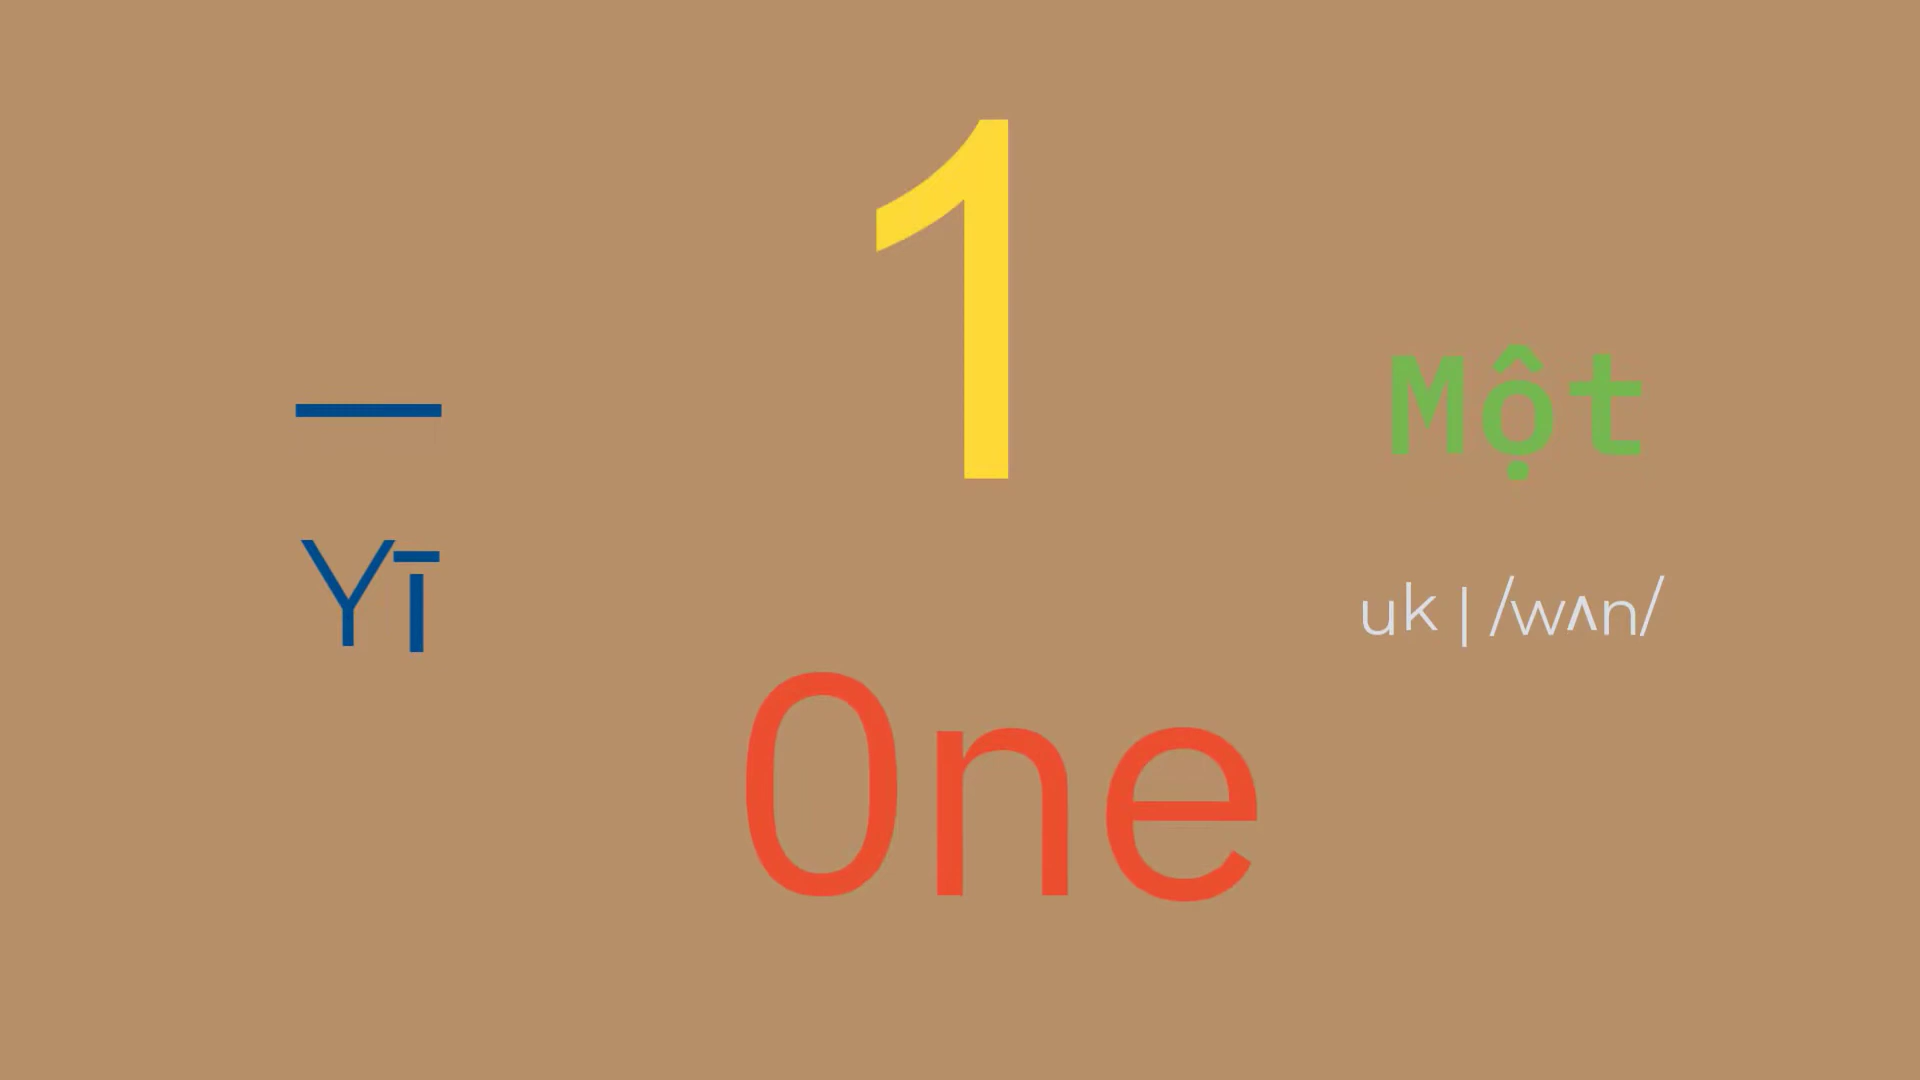 1
一
Một
Yī
uk | /wʌn/
One